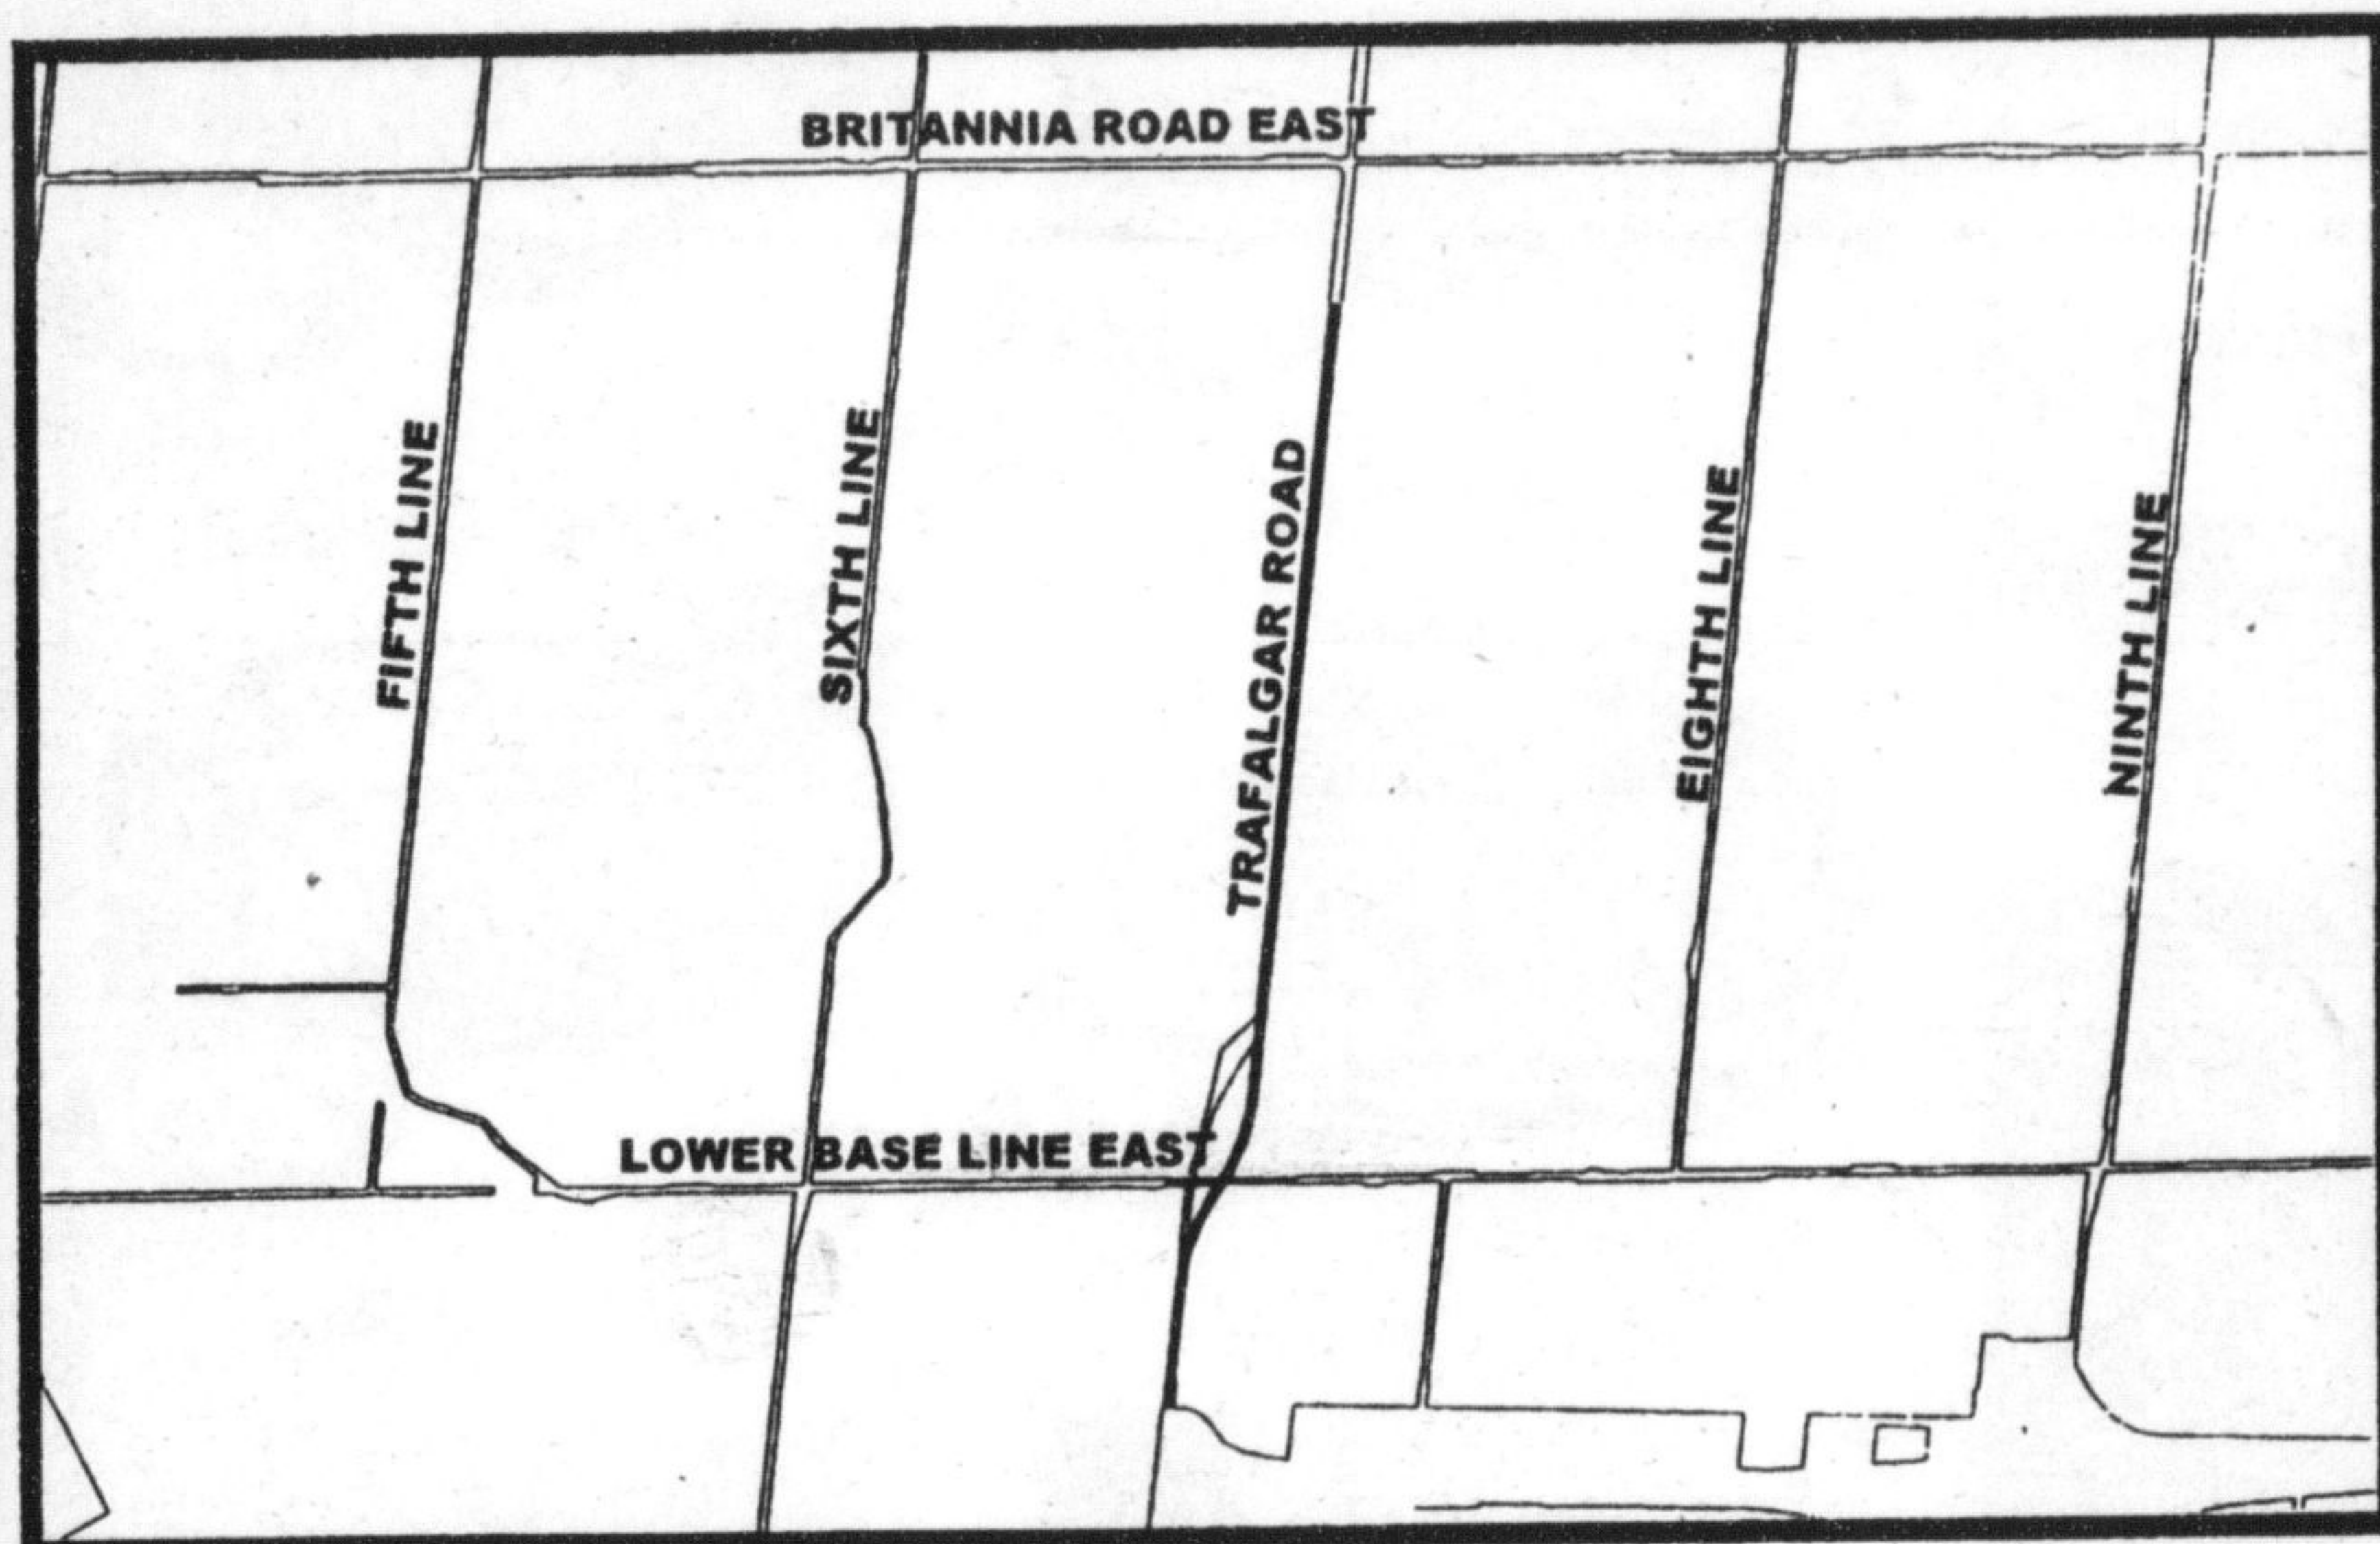 BRITANNIA ROAD EAST
FIFTH LINE
SIXTH LINE
TRAFALGAR ROAD
EIGHTH LINE
NINTH LINE
LOWER BASE LINE EAST